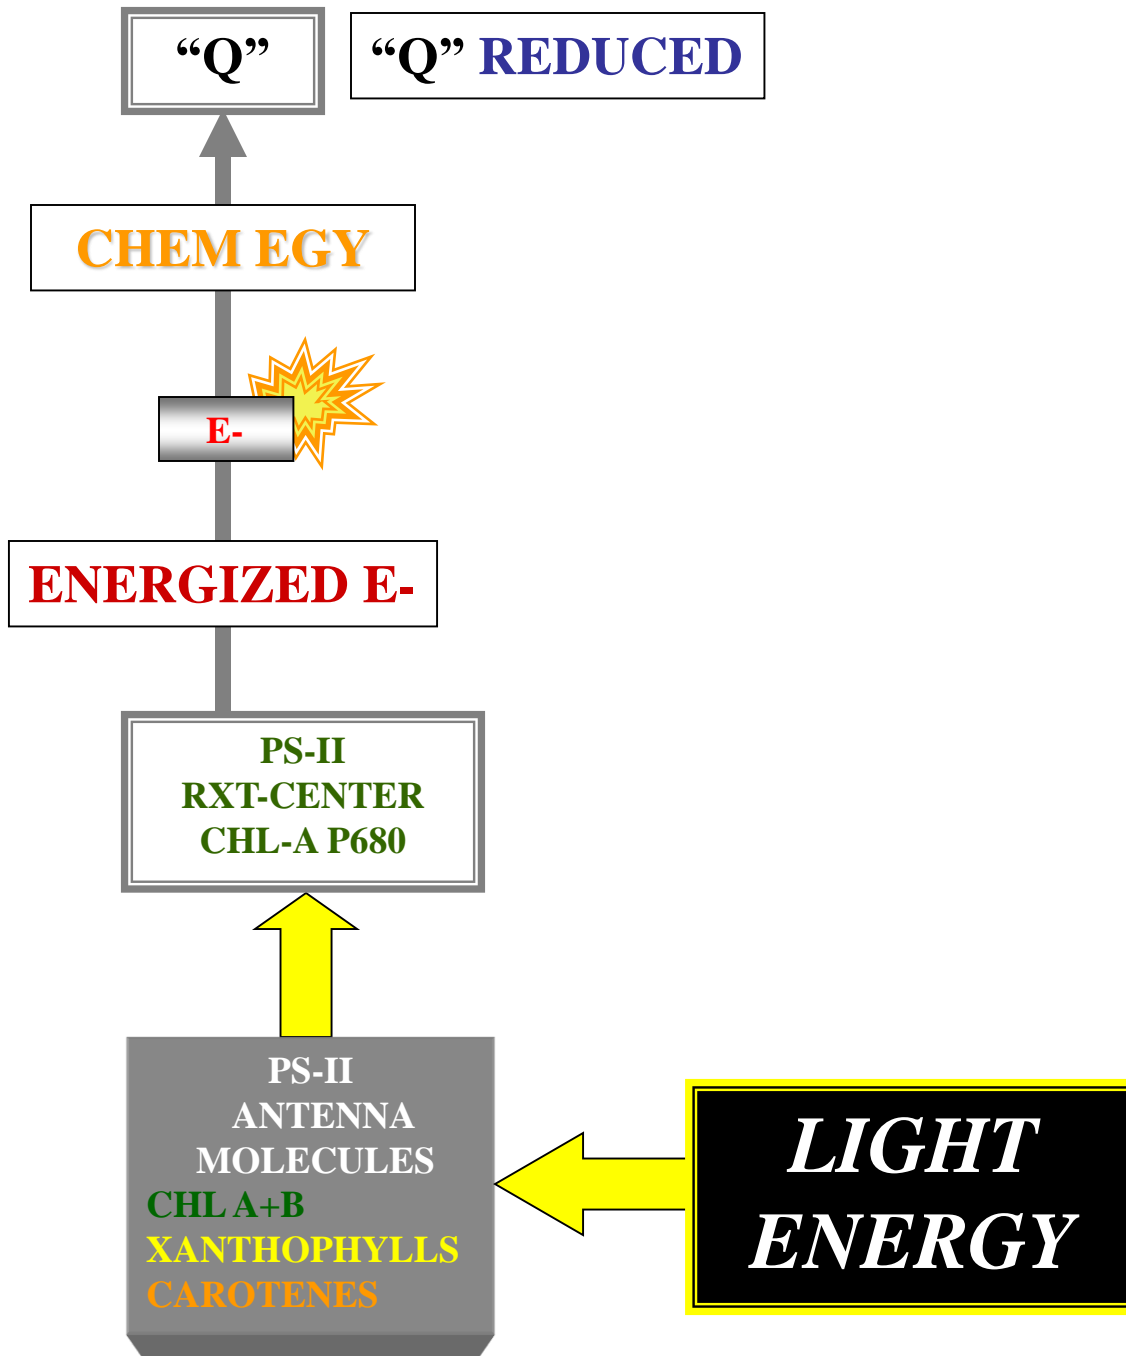 “Q”
“Q” REDUCED
CHEM EGY
E-
ENERGIZED E-
PS-II
RXT-CENTER
CHL-A P680
PS-II
ANTENNA
MOLECULES
CHL A+B
XANTHOPHYLLS
CAROTENES
LIGHT
ENERGY